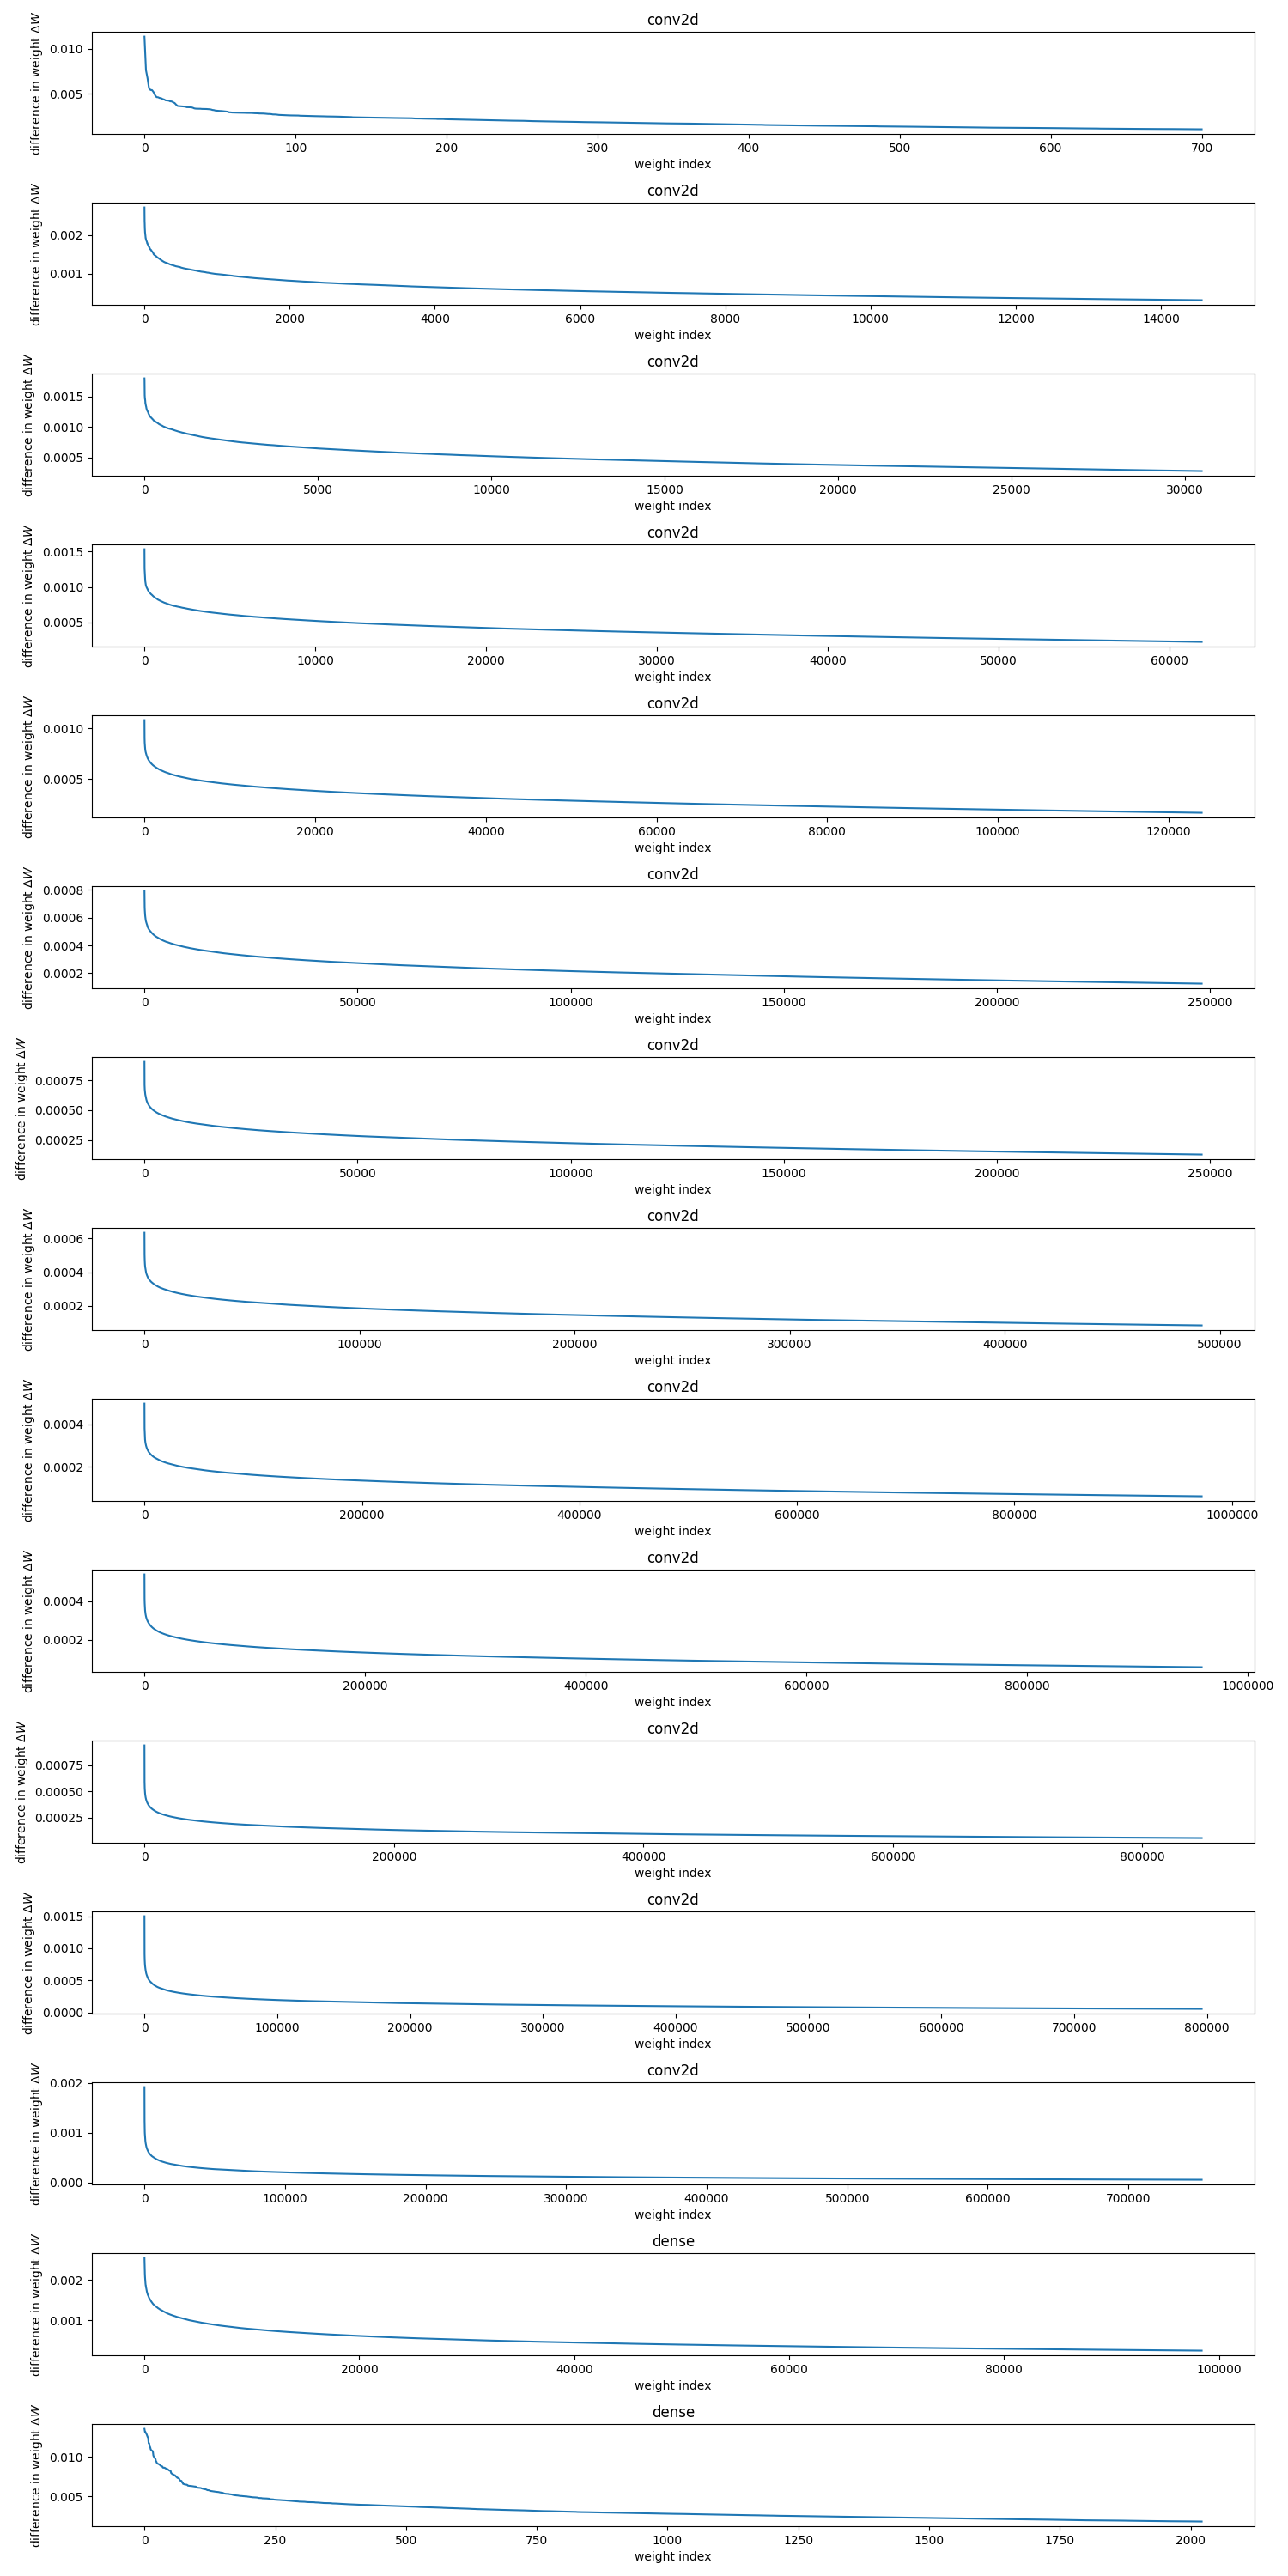 conv2d
difference in weight ΔW
0.010
0.005
0 100 200 300 400 500 600 700
weight index
conv2d
difference in weight ΔW
0.002
0.001
0 2000 4000 6000 8000 10000 12000 14000
weight index
conv2d
difference in weight ΔW
0.0015
0.0010
0.0005
0 5000 10000 15000 20000 25000 30000
weight index
conv2d
difference in weight ΔW
0.0015
0.0010
0.0005
0 10000 20000 30000 40000 50000 60000
weight index
conv2d
difference in weight ΔW
0.0010
0.0005
0 20000 40000 60000 80000 100000 120000
weight index
conv2d
difference in weight ΔW
0.0008
0.0006
0.0004
0.0002
0 50000 100000 150000 200000 250000
weight index
conv2d
difference in weight ΔW
0.00075
0.00050
0.00025
0 50000 100000 150000 200000 250000
weight index
conv2d
difference in weight ΔW
0.0006
0.0004
0.0002
0 100000 200000 300000 400000 500000
weight index
conv2d
difference in weight ΔW
0.0004
0.0002
0 200000 400000 600000 800000 1000000
weight index
conv2d
difference in weight ΔW
0.0004
0.0002
0 200000 400000 600000 800000 1000000
weight index
conv2d
difference in weight ΔW
0.00075
0.00050
0.00025
0 200000 400000 600000 800000
weight index
conv2d
difference in weight ΔW
0.0015
0.0010
0.0005
0.0000
0 100000 200000 300000 400000 500000 600000 700000 800000
weight index
conv2d
difference in weight ΔW
0.002
0.001
0.000
0 100000 200000 300000 400000 500000 600000 700000
weight index
dense
difference in weight ΔW
0.002
0.001
0 20000 40000 60000 80000 100000
weight index
dense
difference in weight ΔW
0.010
0.005
0 250 500 750 1000 1250 1500 1750 2000
weight index